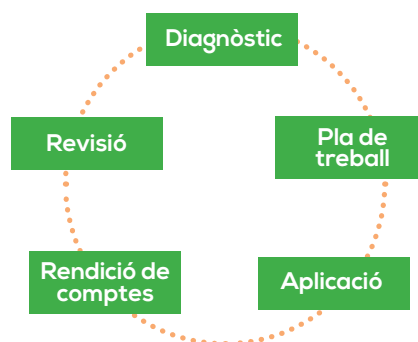 Diagnòstic
Pla de
treball
Aplicació
Rendició de
comptes
Revisió